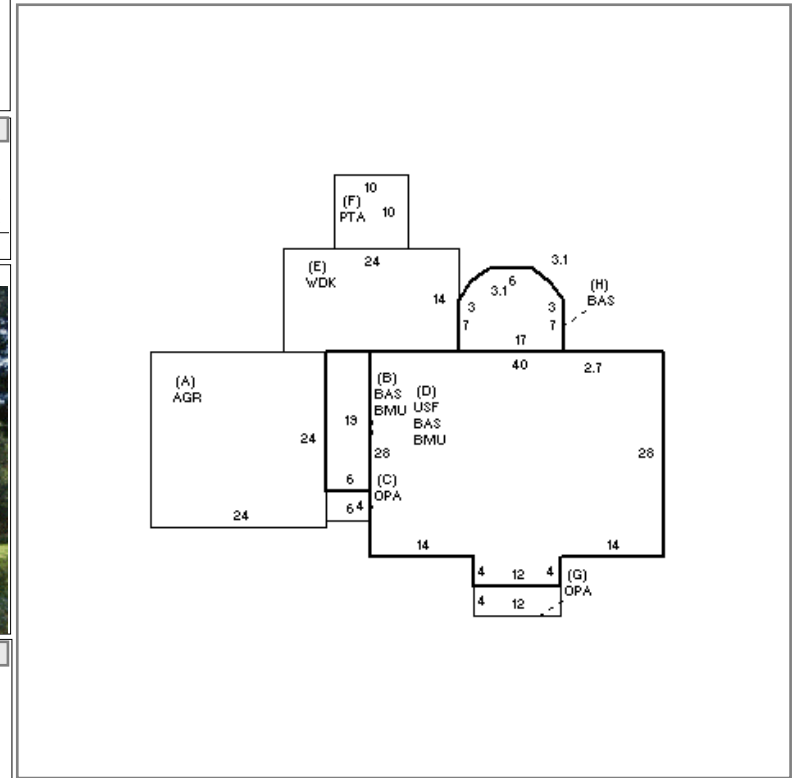 10
(F)
PTA 10
24
(E)
WDK
14
3.1
6
3.1
(H)
BAS
3 3
7 7
17
40 2.7
(A)
AGR
(B)
BAS
BMU
(D)
USF
BAS
BMU
19
24
28
28
6
(C)
OPA
6 4
24
14 14
4 12 4
(G)
OPA
4 12